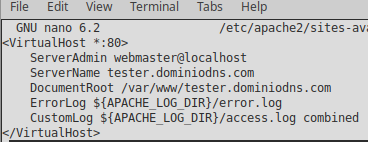 File Edit View Terminal Tabs Help
GNU nano 6.2 /etc/apache2/sites-ava
<VirtualHost *:80>
ServerAdmin webmaster@localhost
ServerName tester.dominiodns.com
DocumentRoot /var/www/tester.dominiodns.com
ErrorLog ${APACHE_LOG_DIR}/error.log
CustomLog ${APACHE_LOG_DIR}/access.log combined
</VirtualHost>